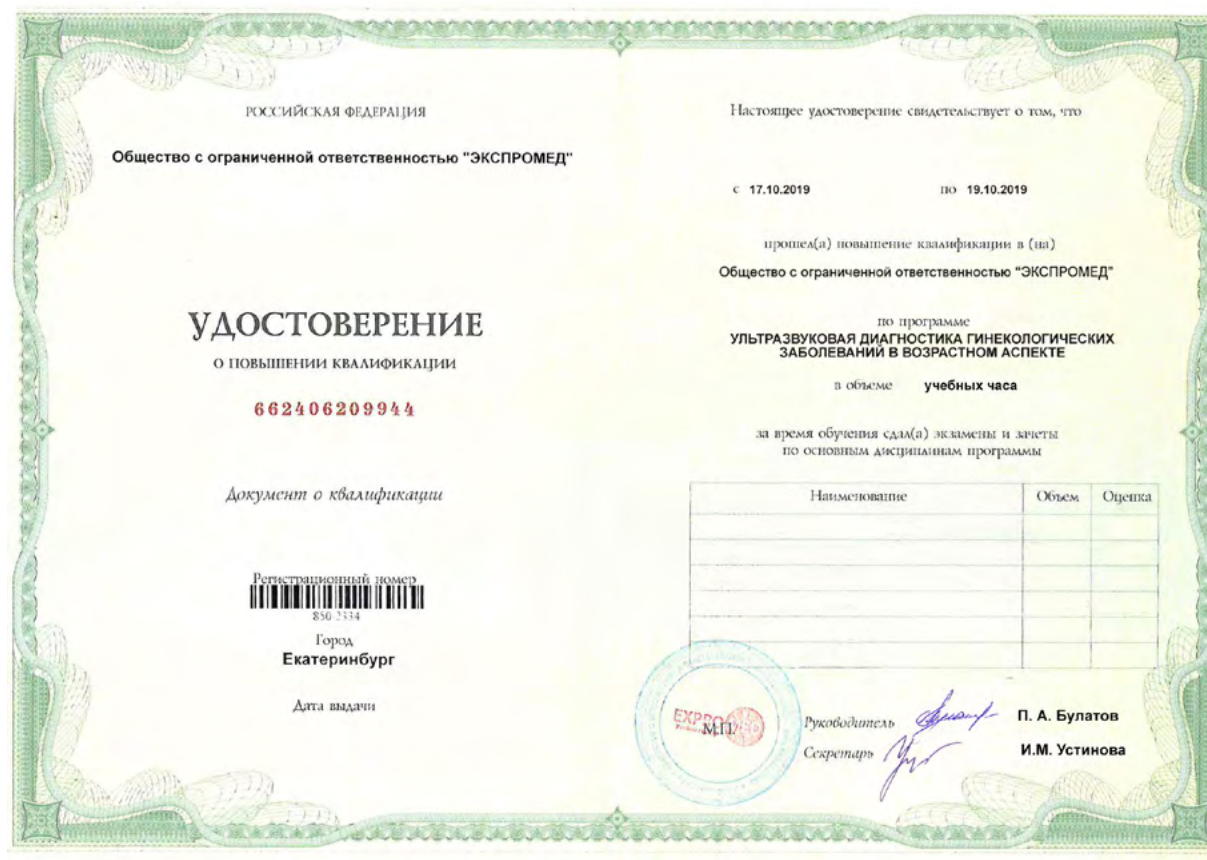 РОССИЙСКАЯ ФЕДЕРАЦИЯ
Общество с ограниченной ответственностью "ЭКСПРОМЕД"
УДОСТОВЕРЕНИЕ
О ПОВЫШЕНИИ КВАЛИФИКАЦИИ
662406209944
Документ о квалификации
Регистрационный номер
850-2334
Город
Екатеринбург
Дата выдачи
Настоящее удостоверение свидетельствует о том, что
с 17.10.2019 по 19.10.2019
прошел(а) повышение квалификации в (на)
Общество с ограниченной ответственностью "ЭКСПРОМЕД"
по программе
УЛЬТРАЗВУКОВАЯ ДИАГНОСТИКА ГИНЕКОЛОГИЧЕСКИХ
ЗАБОЛЕВАНИЙ В ВОЗРАСТНОМ АСПЕКТЕ
в объеме учебных часа
за время обучения сдал(а) экзамены и зачеты
по основным дисциплинам программы
Наименование Объем Оценка
М.П.
Руководитель П. А. Булатов
Секретарь И.М. Устинова